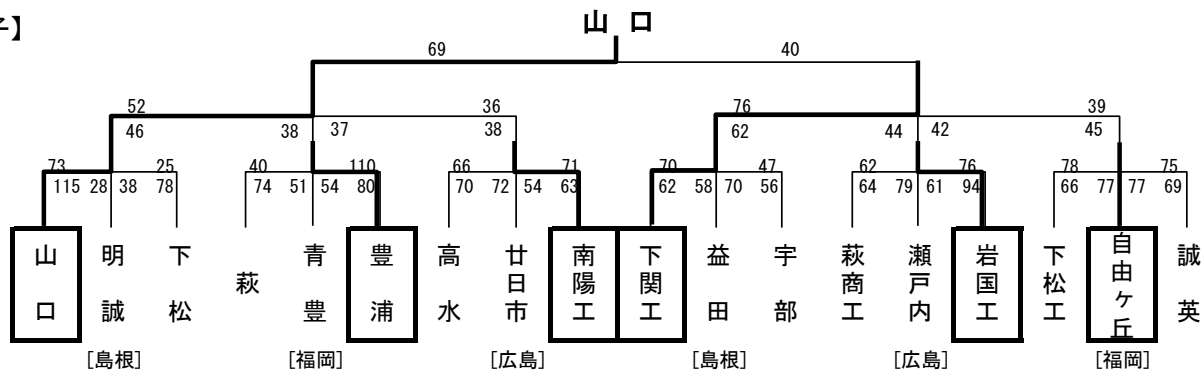 子】
山 口
69 40
52 36 76 39
46 38 37 38 62 44 42 45
73 25 40 110 66 71 70 47 62 76 78 75
115 28 38 78 74 51 54 80 70 72 54 63 62 58 70 56 64 79 61 94 66 77 77 69
山口 明誠 下松 萩 青豊 豊浦 高水 廿日市 南陽工 下関工 益田 宇部 萩商工 瀬戸内 岩国工 下松工 自由ヶ丘 誠英
[島根] [福岡] [広島] [島根] [広島] [福岡]